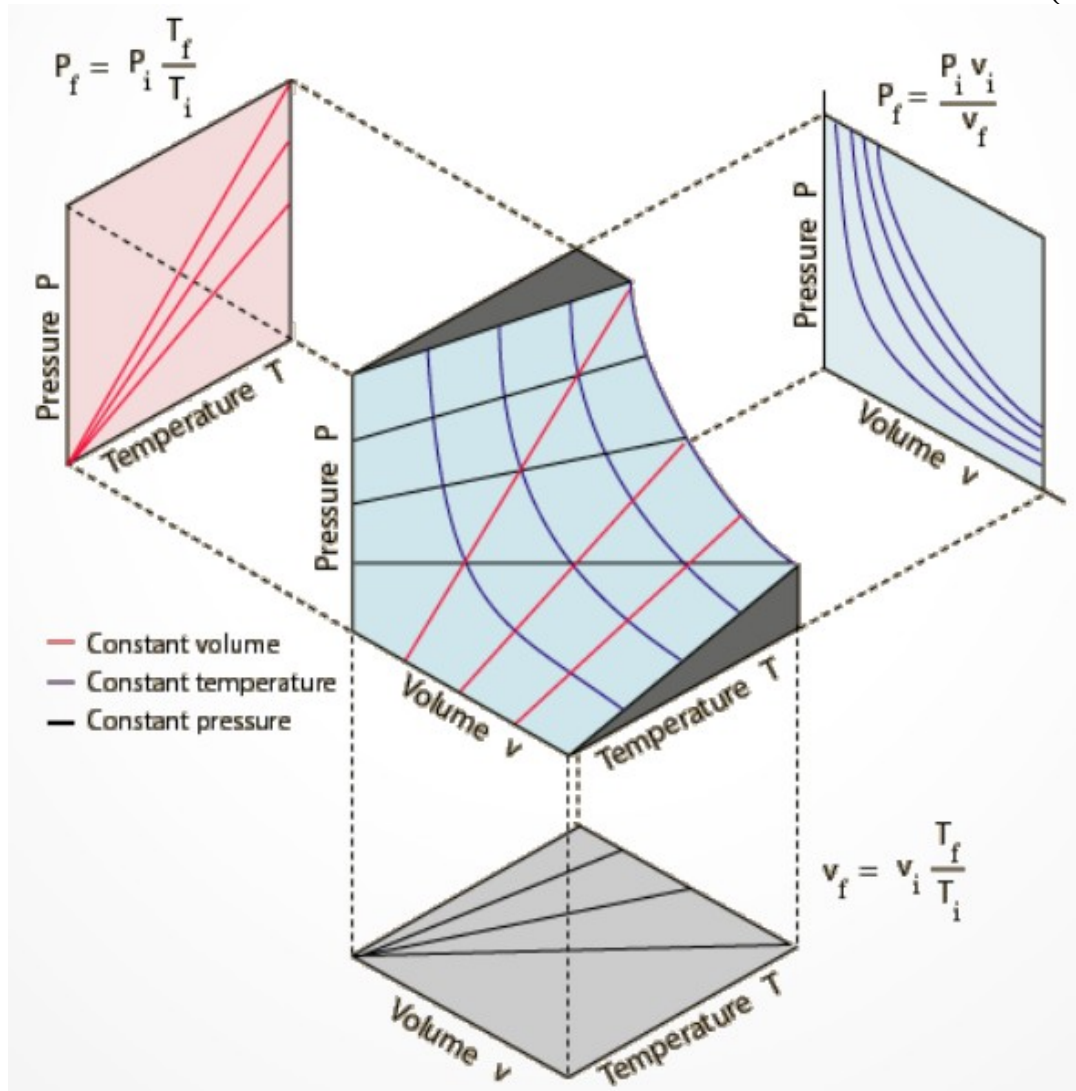 P_f = P_i T_f / T_i
P_f = P_i v_i / v_f
Pressure P
Temperature T
Pressure P
Volume v
Pressure P
Volume v
Temperature T
Constant volume
Constant temperature
Constant pressure
v_f = v_i T_f / T_i
Volume v
Temperature T